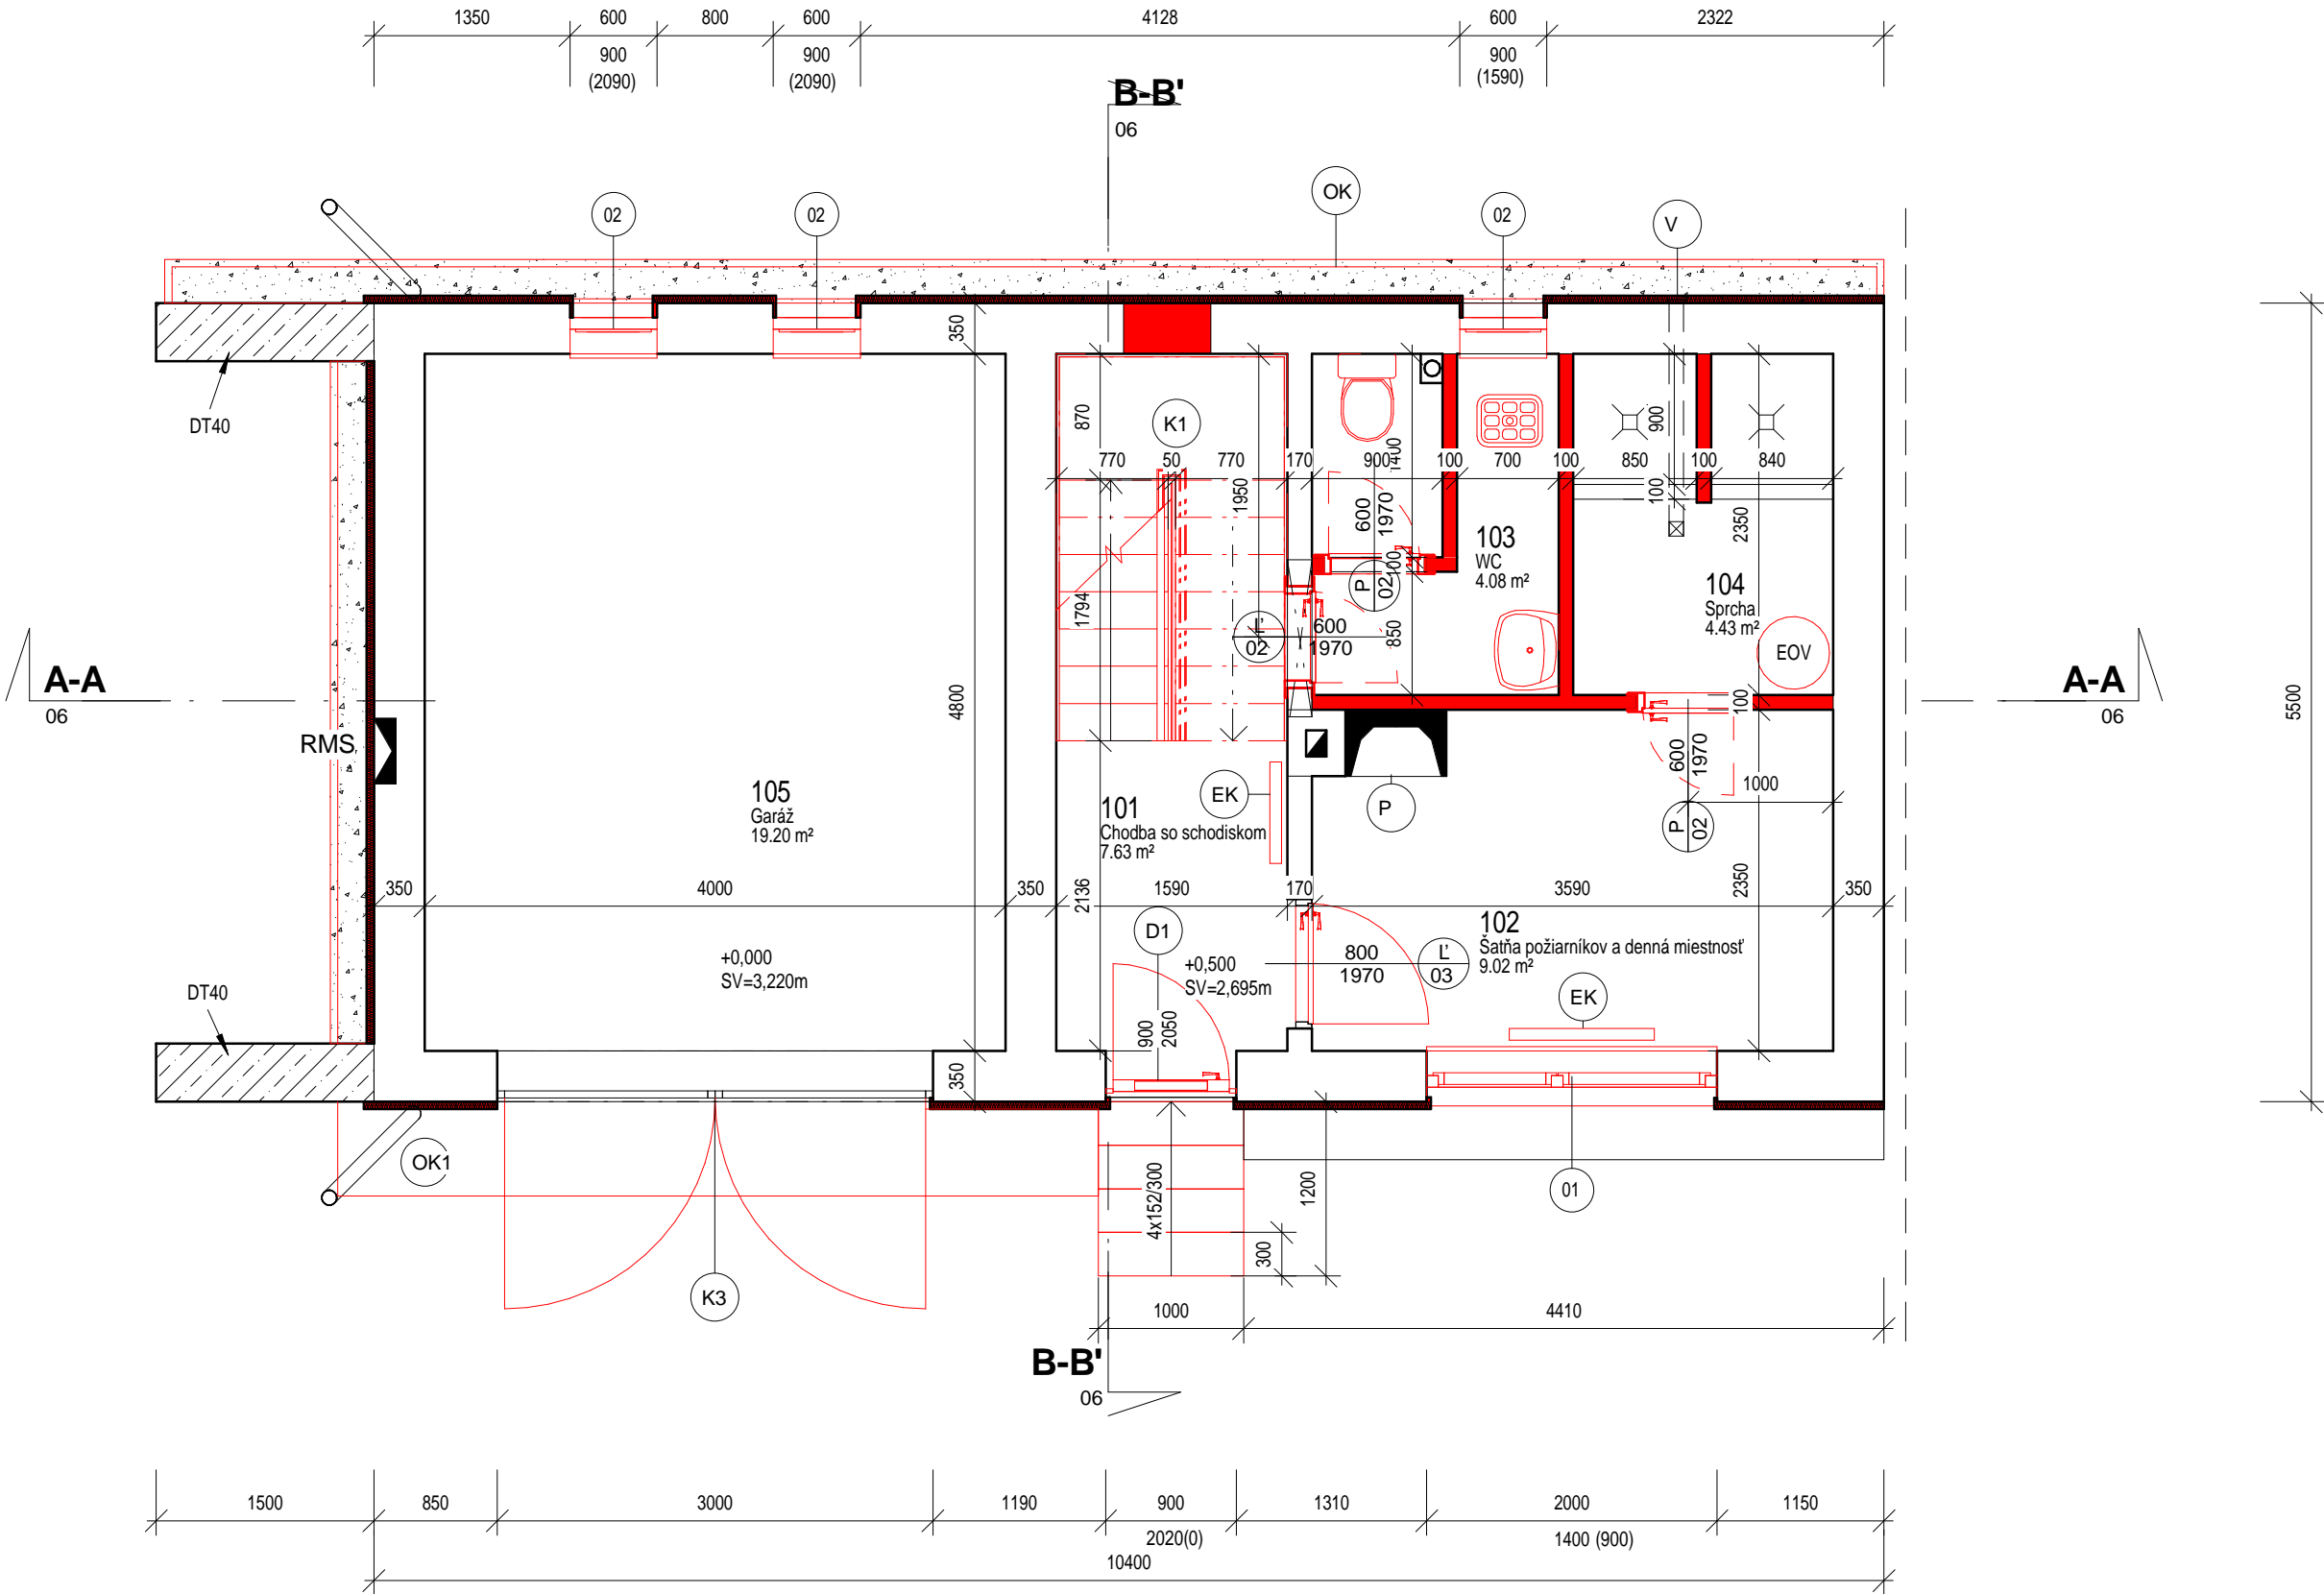 1350 600 800 600 4128 600 2322
900 900 900
(2090) (2090) (1590)
B-B'
06
OK
02 02 02 V
DT40
350
870
K1
770 50 770 170 900 100 700 100 850 100 840
1400
900
1950
100
2350
600
1970
103
WC
4.08 m²
104
Sprcha
4.43 m²
100
P
02
1794
Ľ
02
600
1970
850
EOV
A-A
06
A-A
06
5500
4800
100
RMS
600
1970
1000
EK
P
P
02
105
Garáž
19.20 m²
101
Chodba so schodiskom
7.63 m²
350 4000 350 1590 170 3590 350
2136
2350
D1
102
Šatňa požiarníkov a denná miestnosť
9.02 m²
+0,000
SV=3,220m
+0,500
SV=2,695m
800
1970
Ľ
03
DT40
EK
900
2050
350
OK1
4x152/300
1200
300
01
K3
1000 4410
B-B'
06
1500 850 3000 1190 900 1310 2000 1150
2020(0) 1400 (900)
10400